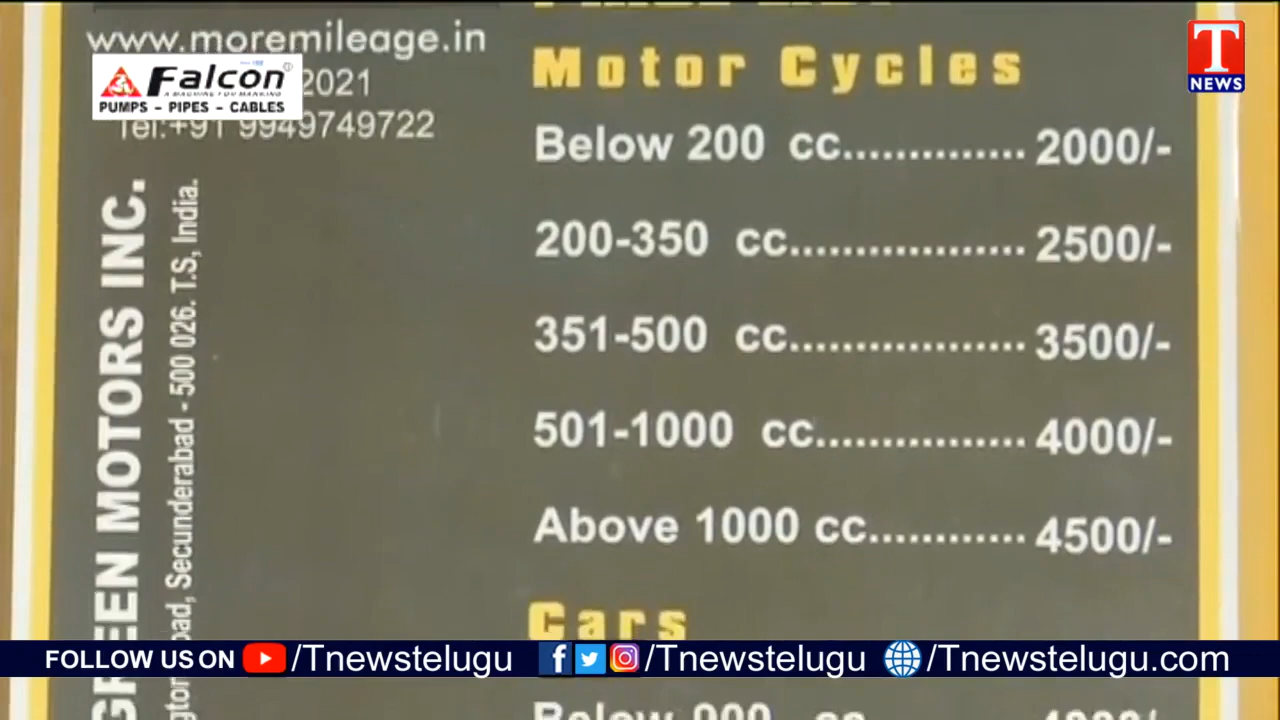 www.moremileage.in
Falcon
PUMPS - PIPES - CABLES
2021
Tel:+91 9949749722
GREEN MOTORS INC.
Secunderabad - 500 026. T.S, India.
Motor Cycles
Below 200 cc.............. 2000/-
200-350 cc.................. 2500/-
351-500 cc.................. 3500/-
501-1000 cc................ 4000/-
Above 1000 cc............ 4500/-
Cars
T
NEWS
FOLLOW US ON /Tnewstelugu /Tnewstelugu /Tnewstelugu.com